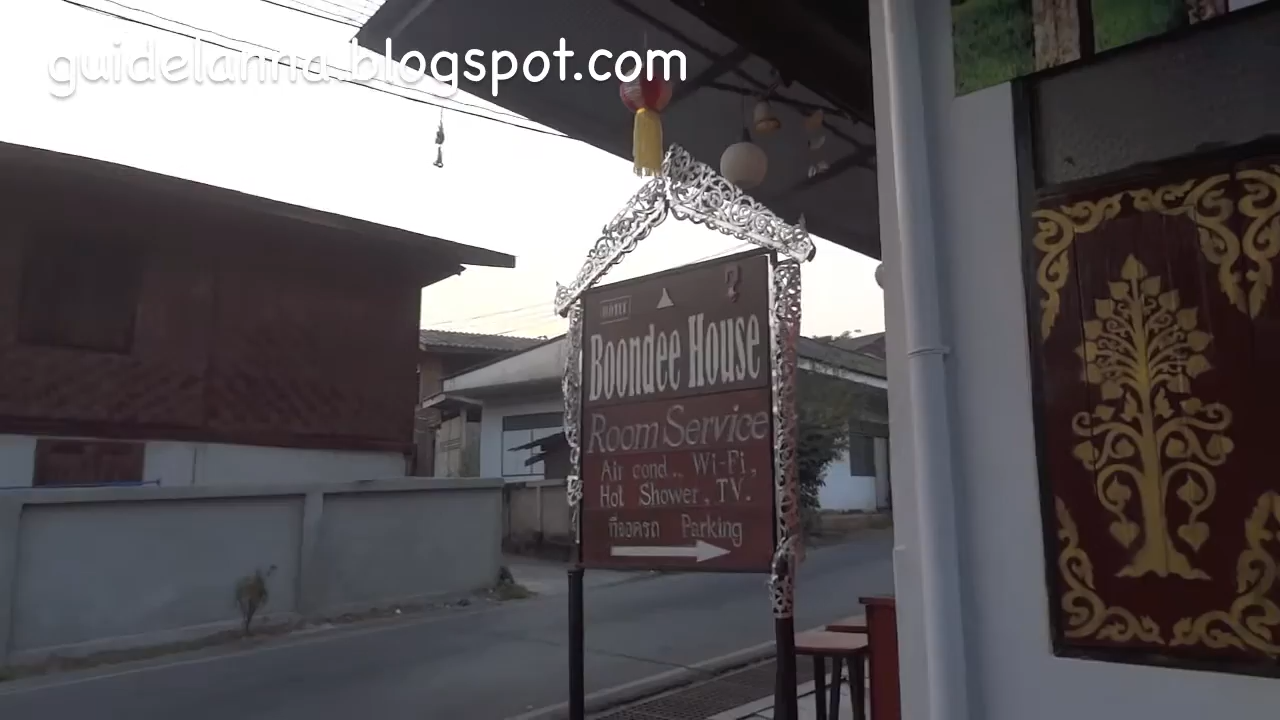 guidelanna.blogspot.com
HOTEL
Boondee House
Room Service
Air cond.. Wi-Fi,
Hot Shower, TV.
ที่จอดรถ Parking